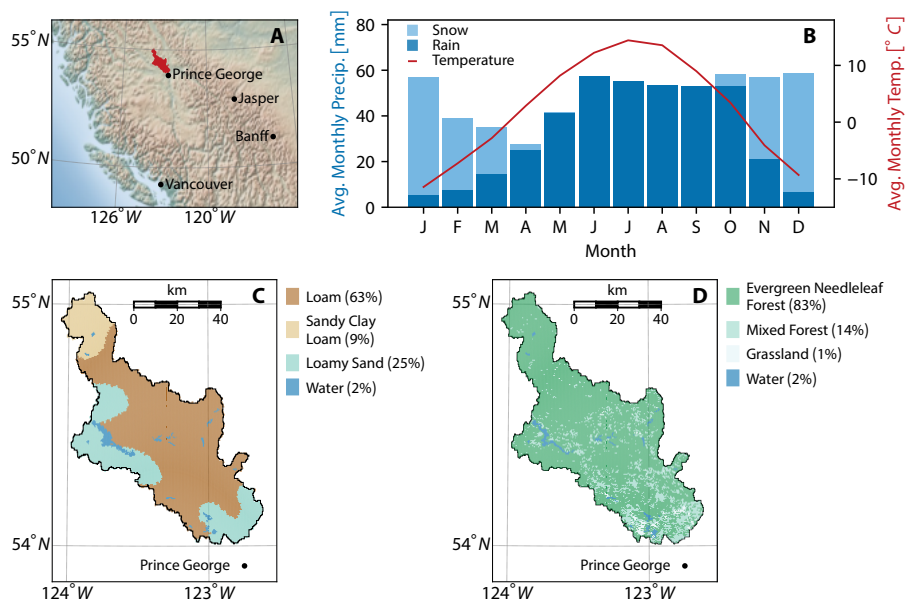 A
55°N
50°N
126°W
120°W
Prince George
Jasper
Banff
Vancouver
B
Snow
Rain
Temperature
Avg. Monthly Precip. [mm]
80
60
40
20
0
Avg. Monthly Temp. [°C]
10
0
−10
J F M A M J J A S O N D
Month
C
km
0 20 40
55°N
54°N
124°W
123°W
Prince George
Loam (63%)
Sandy Clay
Loam (9%)
Loamy Sand (25%)
Water (2%)
D
km
0 20 40
55°N
54°N
124°W
123°W
Prince George
Evergreen Needleleaf
Forest (83%)
Mixed Forest (14%)
Grassland (1%)
Water (2%)